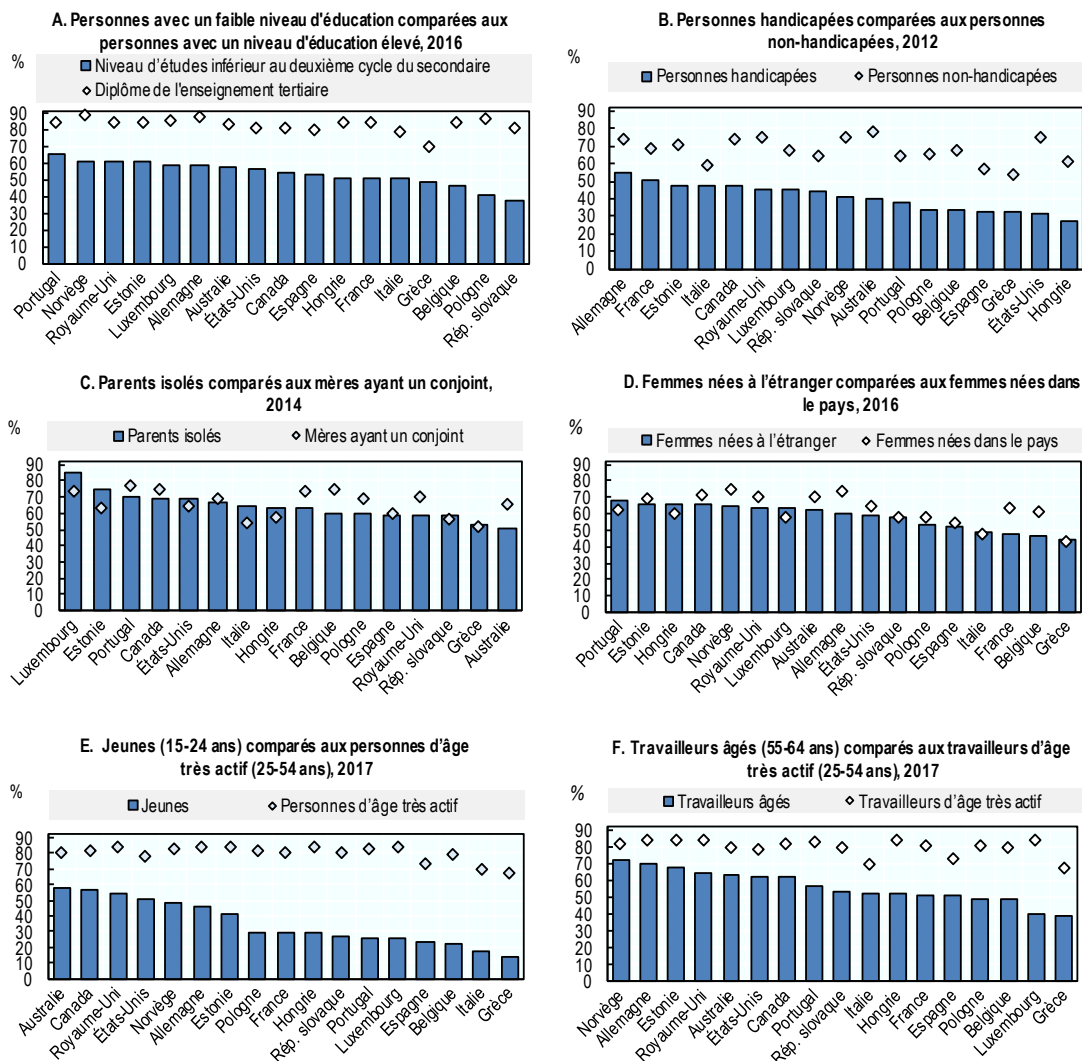 A. Personnes avec un faible niveau d'éducation comparées aux
personnes avec un niveau d'éducation élevé, 2016
%
Niveau d'études inférieur au deuxième cycle du secondaire
Diplôme de l'enseignement tertiaire
90
80
70
60
50
40
30
20
10
0
Portugal
Norvège
Royaume-Uni
Estonie
Luxembourg
Allemagne
Australie
États-Unis
Canada
Espagne
Hongrie
France
Italie
Grèce
Belgique
Pologne
Rép. slovaque
B. Personnes handicapées comparées aux personnes
non-handicapées, 2012
%
Personnes handicapées
Personnes non-handicapées
90
80
70
60
50
40
30
20
10
0
Allemagne
France
Estonie
Italie
Canada
Royaume-Uni
Luxembourg
Rép. slovaque
Norvège
Australie
Portugal
Pologne
Belgique
Espagne
Grèce
États-Unis
Hongrie
C. Parents isolés comparés aux mères ayant un conjoint,
2014
%
Parents isolés
Mères ayant un conjoint
90
80
70
60
50
40
30
20
10
0
Luxembourg
Estonie
Portugal
Canada
États-Unis
Allemagne
Italie
Hongrie
France
Belgique
Pologne
Espagne
Royaume-Uni
Rép. slovaque
Grèce
Australie
D. Femmes nées à l'étranger comparées aux femmes nées dans
le pays, 2016
%
Femmes nées à l'étranger
Femmes nées dans le pays
90
80
70
60
50
40
30
20
10
0
Portugal
Estonie
Hongrie
Canada
Norvège
Royaume-Uni
Luxembourg
Australie
Allemagne
États-Unis
Rép. slovaque
Pologne
Espagne
Italie
France
Belgique
Grèce
E. Jeunes (15-24 ans) comparés aux personnes d'âge
très actif (25-54 ans), 2017
%
Jeunes
Personnes d'âge très actif
90
80
70
60
50
40
30
20
10
0
Australie
Canada
Royaume-Uni
États-Unis
Norvège
Allemagne
Estonie
Pologne
France
Hongrie
Rép. slovaque
Portugal
Luxembourg
Espagne
Belgique
Italie
Grèce
F. Travailleurs âgés (55-64 ans) comparés aux travailleurs d'âge
très actif (25-54 ans), 2017
%
Travailleurs âgés
Travailleurs d'âge très actif
90
80
70
60
50
40
30
20
10
0
Norvège
Allemagne
Estonie
Royaume-Uni
Australie
États-Unis
Canada
Portugal
Rép. slovaque
Italie
Hongrie
France
Espagne
Pologne
Belgique
Luxembourg
Grèce